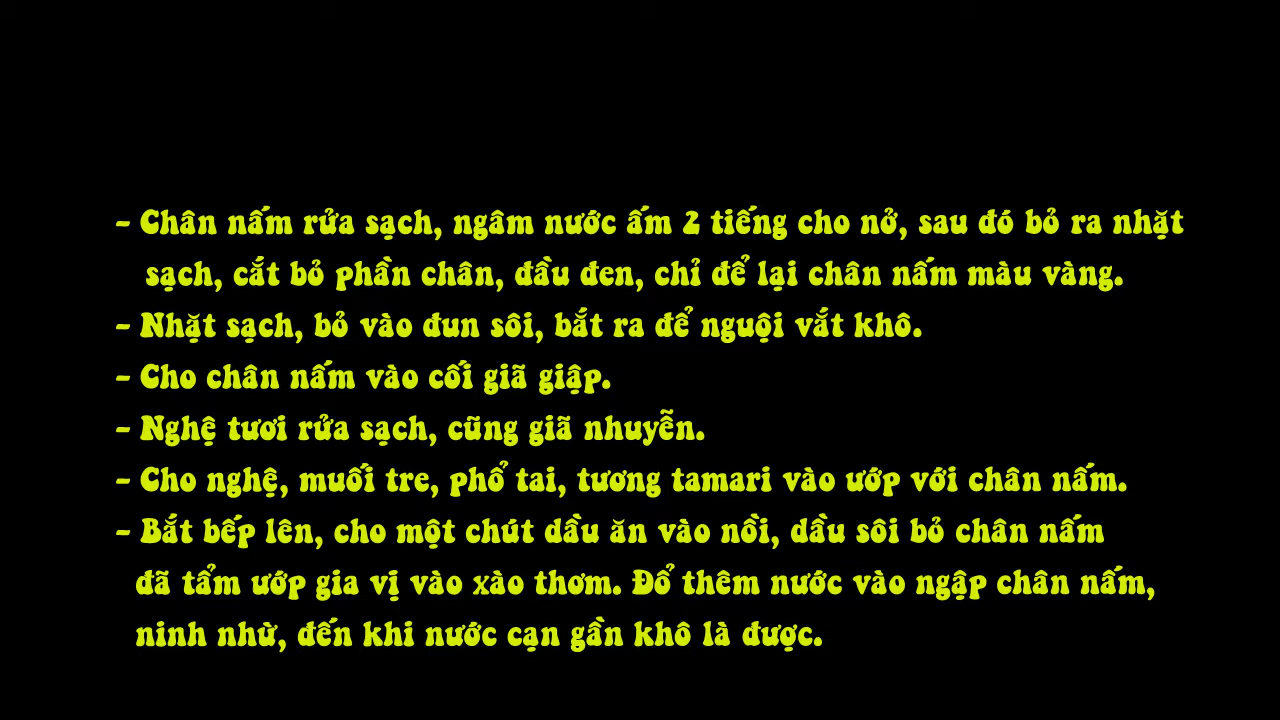 - Chân nấm rửa sạch, ngâm nước ấm 2 tiếng cho nở, sau đó bỏ ra nhặt
sạch, cắt bỏ phần chân, đầu đen, chỉ để lại chân nấm màu vàng.
- Nhặt sạch, bỏ vào đun sôi, bắt ra để nguội vắt khô.
- Cho chân nấm vào cối giã giập.
- Nghệ tươi rửa sạch, cũng giã nhuyễn.
- Cho nghệ, muối tre, phổ tai, tương tamari vào ướp với chân nấm.
- Bắt bếp lên, cho một chút dầu ăn vào nồi, dầu sôi bỏ chân nấm
đã tẩm ướp gia vị vào xào thơm. Đổ thêm nước vào ngập chân nấm,
ninh nhừ, đến khi nước cạn gần khô là được.